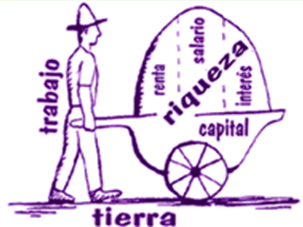 trabajo
renta
salario
interés
riqueza
capital
tierra